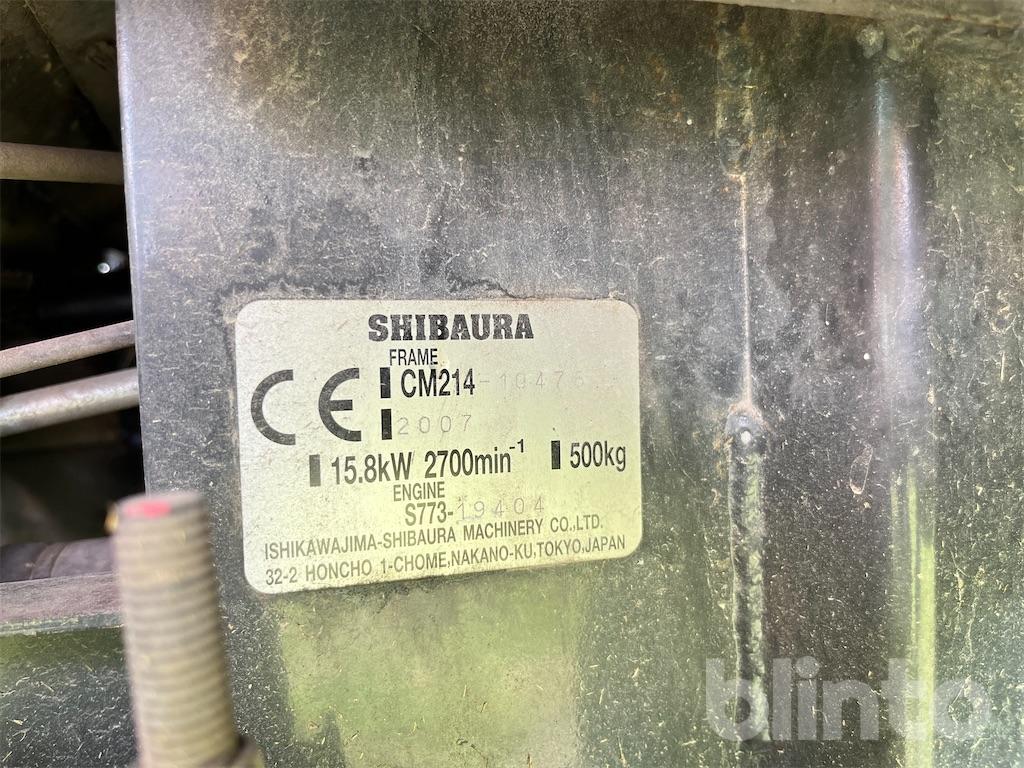 SHIBAURA
FRAME
CE CM214-10475
2007
15.8kW 2700min⁻¹ 500kg
ENGINE
S773-19404
ISHIKAWAJIMA-SHIBAURA MACHINERY CO.,LTD.
32-2 HONCHO 1-CHOME,NAKANO-KU,TOKYO,JAPAN
blinto